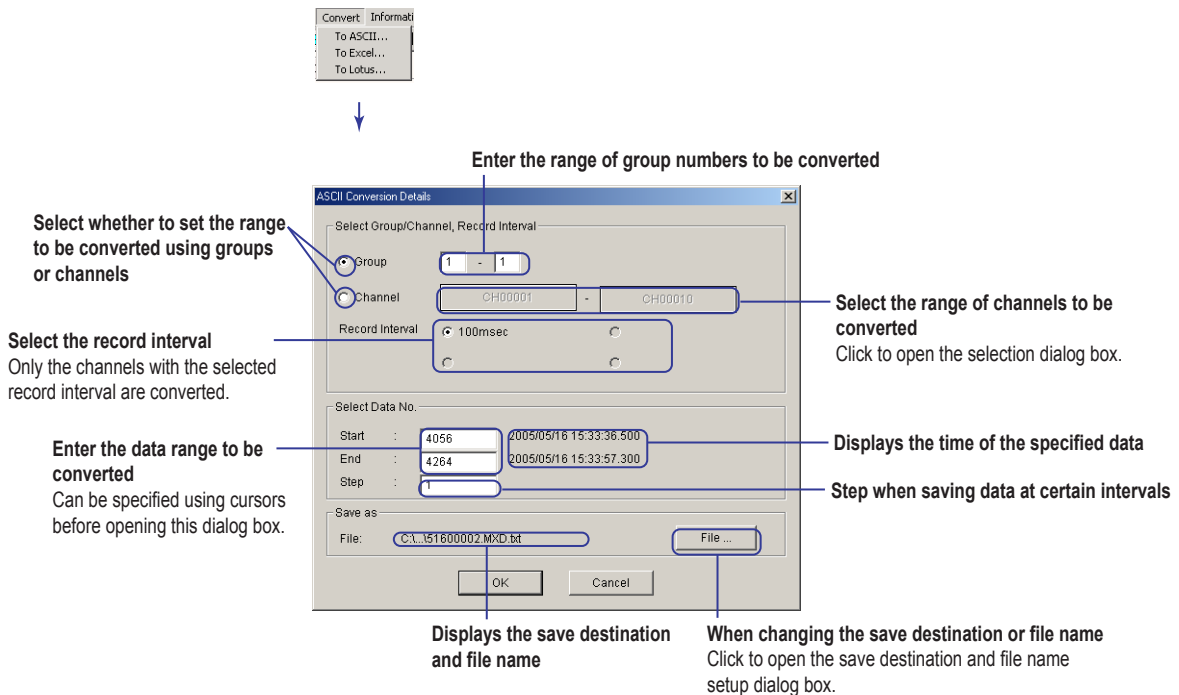 Convert Informati
To ASCII...
To Excel...
To Lotus...
Enter the range of group numbers to be converted
ASCII Conversion Details
Select whether to set the range
to be converted using groups
or channels
Select Group/Channel, Record Interval
Group 1 - 1
Channel CH00001 - CH00010
Select the range of channels to be
converted
Click to open the selection dialog box.
Record Interval 100msec
Select the record interval
Only the channels with the selected
record interval are converted.
Select Data No.
Start : 4056 2005/05/16 15:33:36.500
End : 4264 2005/05/16 15:33:57.300
Step : 1
Enter the data range to be
converted
Can be specified using cursors
before opening this dialog box.
Displays the time of the specified data
Step when saving data at certain intervals
Save as
File: C:\...\51600002.MXD.txt File ...
OK Cancel
Displays the save destination
and file name
When changing the save destination or file name
Click to open the save destination and file name
setup dialog box.